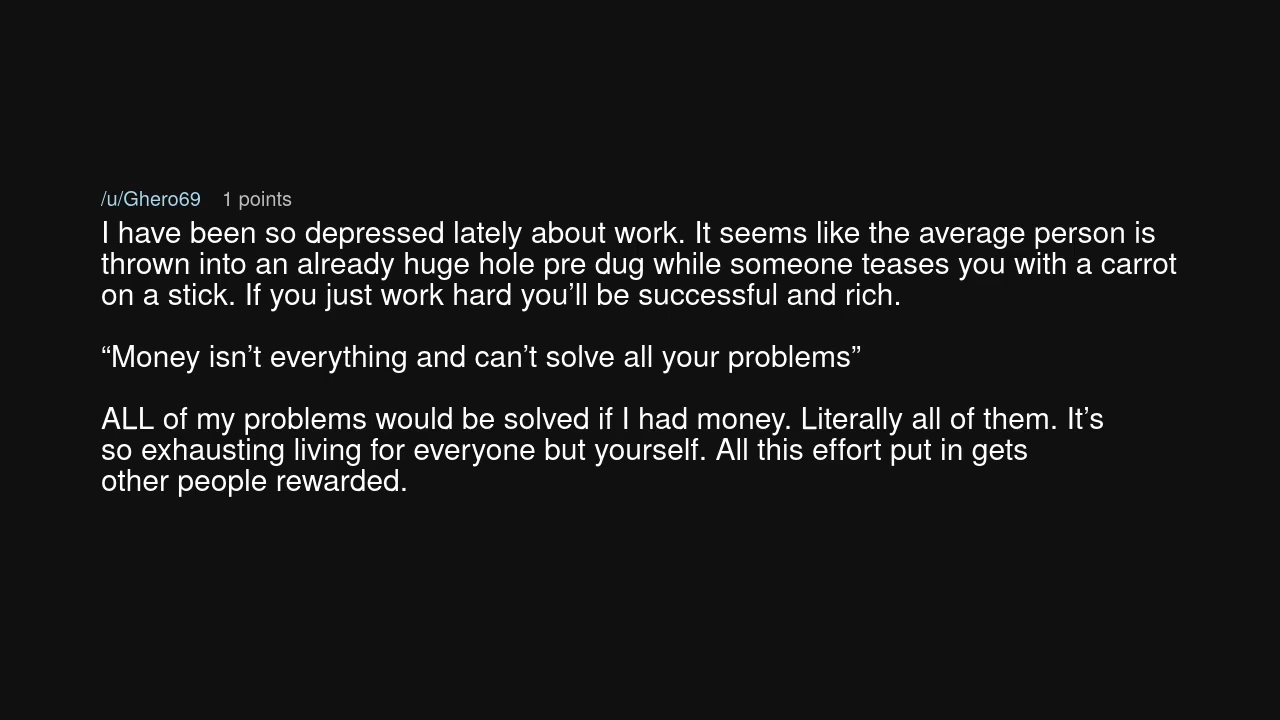 /u/Ghero69 1 points
I have been so depressed lately about work. It seems like the average person is
thrown into an already huge hole pre dug while someone teases you with a carrot
on a stick. If you just work hard you’ll be successful and rich.
“Money isn’t everything and can’t solve all your problems”
ALL of my problems would be solved if I had money. Literally all of them. It’s
so exhausting living for everyone but yourself. All this effort put in gets
other people rewarded.